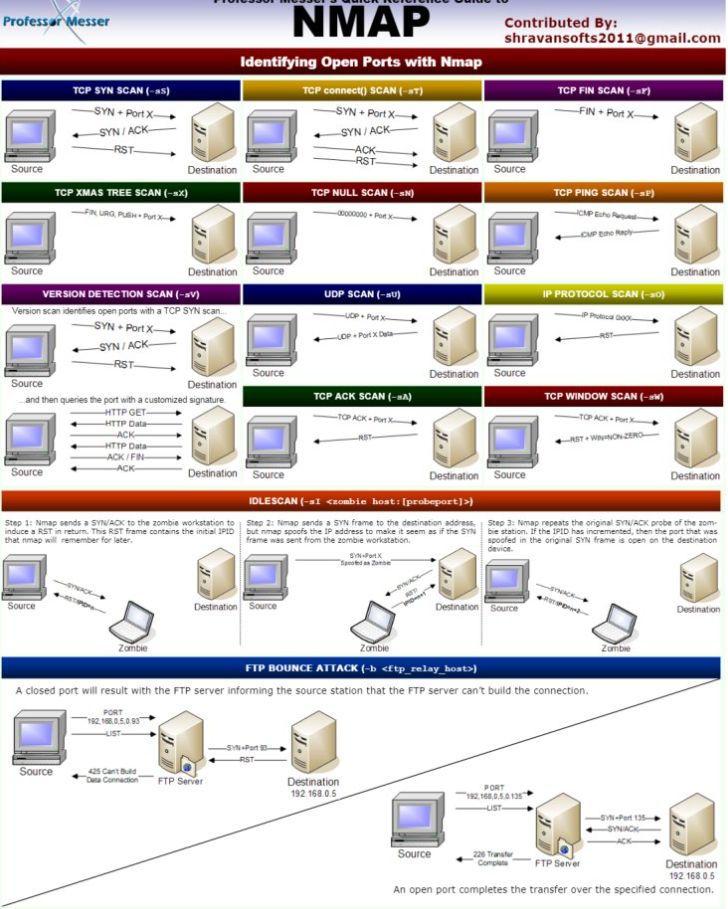 Professor Messer's Quick Reference Guide to
NMAP
Professor Messer
Contributed By:
shravansofts2011@gmail.com
Identifying Open Ports with Nmap
TCP SYN SCAN (-sS)
SYN + Port X
SYN / ACK
RST
Source
Destination
TCP connect() SCAN (-sT)
SYN + Port X
SYN / ACK
ACK
RST
Source
Destination
TCP FIN SCAN (-sF)
FIN + Port X
Source
Destination
TCP XMAS TREE SCAN (-sX)
FIN, URG, PUSH + Port X
Source
Destination
TCP NULL SCAN (-sN)
00000000 + Port X
Source
Destination
TCP PING SCAN (-sP)
ICMP Echo Request
ICMP Echo Reply
Source
Destination
VERSION DETECTION SCAN (-sV)
Version scan identifies open ports with a TCP SYN scan...
SYN + Port X
SYN / ACK
RST
Source
Destination
...and then queries the port with a customized signature.
HTTP GET
HTTP Data
ACK
HTTP Data
ACK / FIN
ACK
Source
Destination
UDP SCAN (-sU)
UDP + Port X
UDP + Port X Data
Source
Destination
IP PROTOCOL SCAN (-sO)
IP Protocol 0xXX
RST
Source
Destination
TCP ACK SCAN (-sA)
TCP ACK + Port X
RST
Source
Destination
TCP WINDOW SCAN (-sW)
TCP ACK + Port X
RST + WIN=NON-ZERO
Source
Destination
IDLESCAN (-sI <zombie host:[probeport]>)
Step 1: Nmap sends a SYN/ACK to the zombie workstation to
induce a RST in return. This RST frame contains the initial IPID
that nmap will remember for later.
SYN/ACK
Source
Destination
Zombie
Step 2: Nmap sends a SYN frame to the destination address,
but nmap spoofs the IP address to make it seem as if the SYN
frame was sent from the zombie workstation.
SYN+Port X
Spoofed as Zombie
SYN/ACK
RST/
Source
Destination
Zombie
Step 3: Nmap repeats the original SYN/ACK probe of the zom-
bie station. If the IPID has incremented, then the port that was
spoofed in the original SYN frame is open on the destination
device.
SYN/ACK
Source
Destination
Zombie
FTP BOUNCE ATTACK (-b <ftp_relay_host>)
A closed port will result with the FTP server informing the source station that the FTP server can't build the connection.
PORT
192,168,0,5,0,93
LIST
SYN+Port 93
RST
425 Can't Build
Data Connection
Source
FTP Server
Destination
192.168.0.5
PORT
192,168,0,5,0,135
LIST
SYN+Port 135
SYN/ACK
ACK
226 Transfer
Complete
Source
FTP Server
Destination
192.168.0.5
An open port completes the transfer over the specified connection.